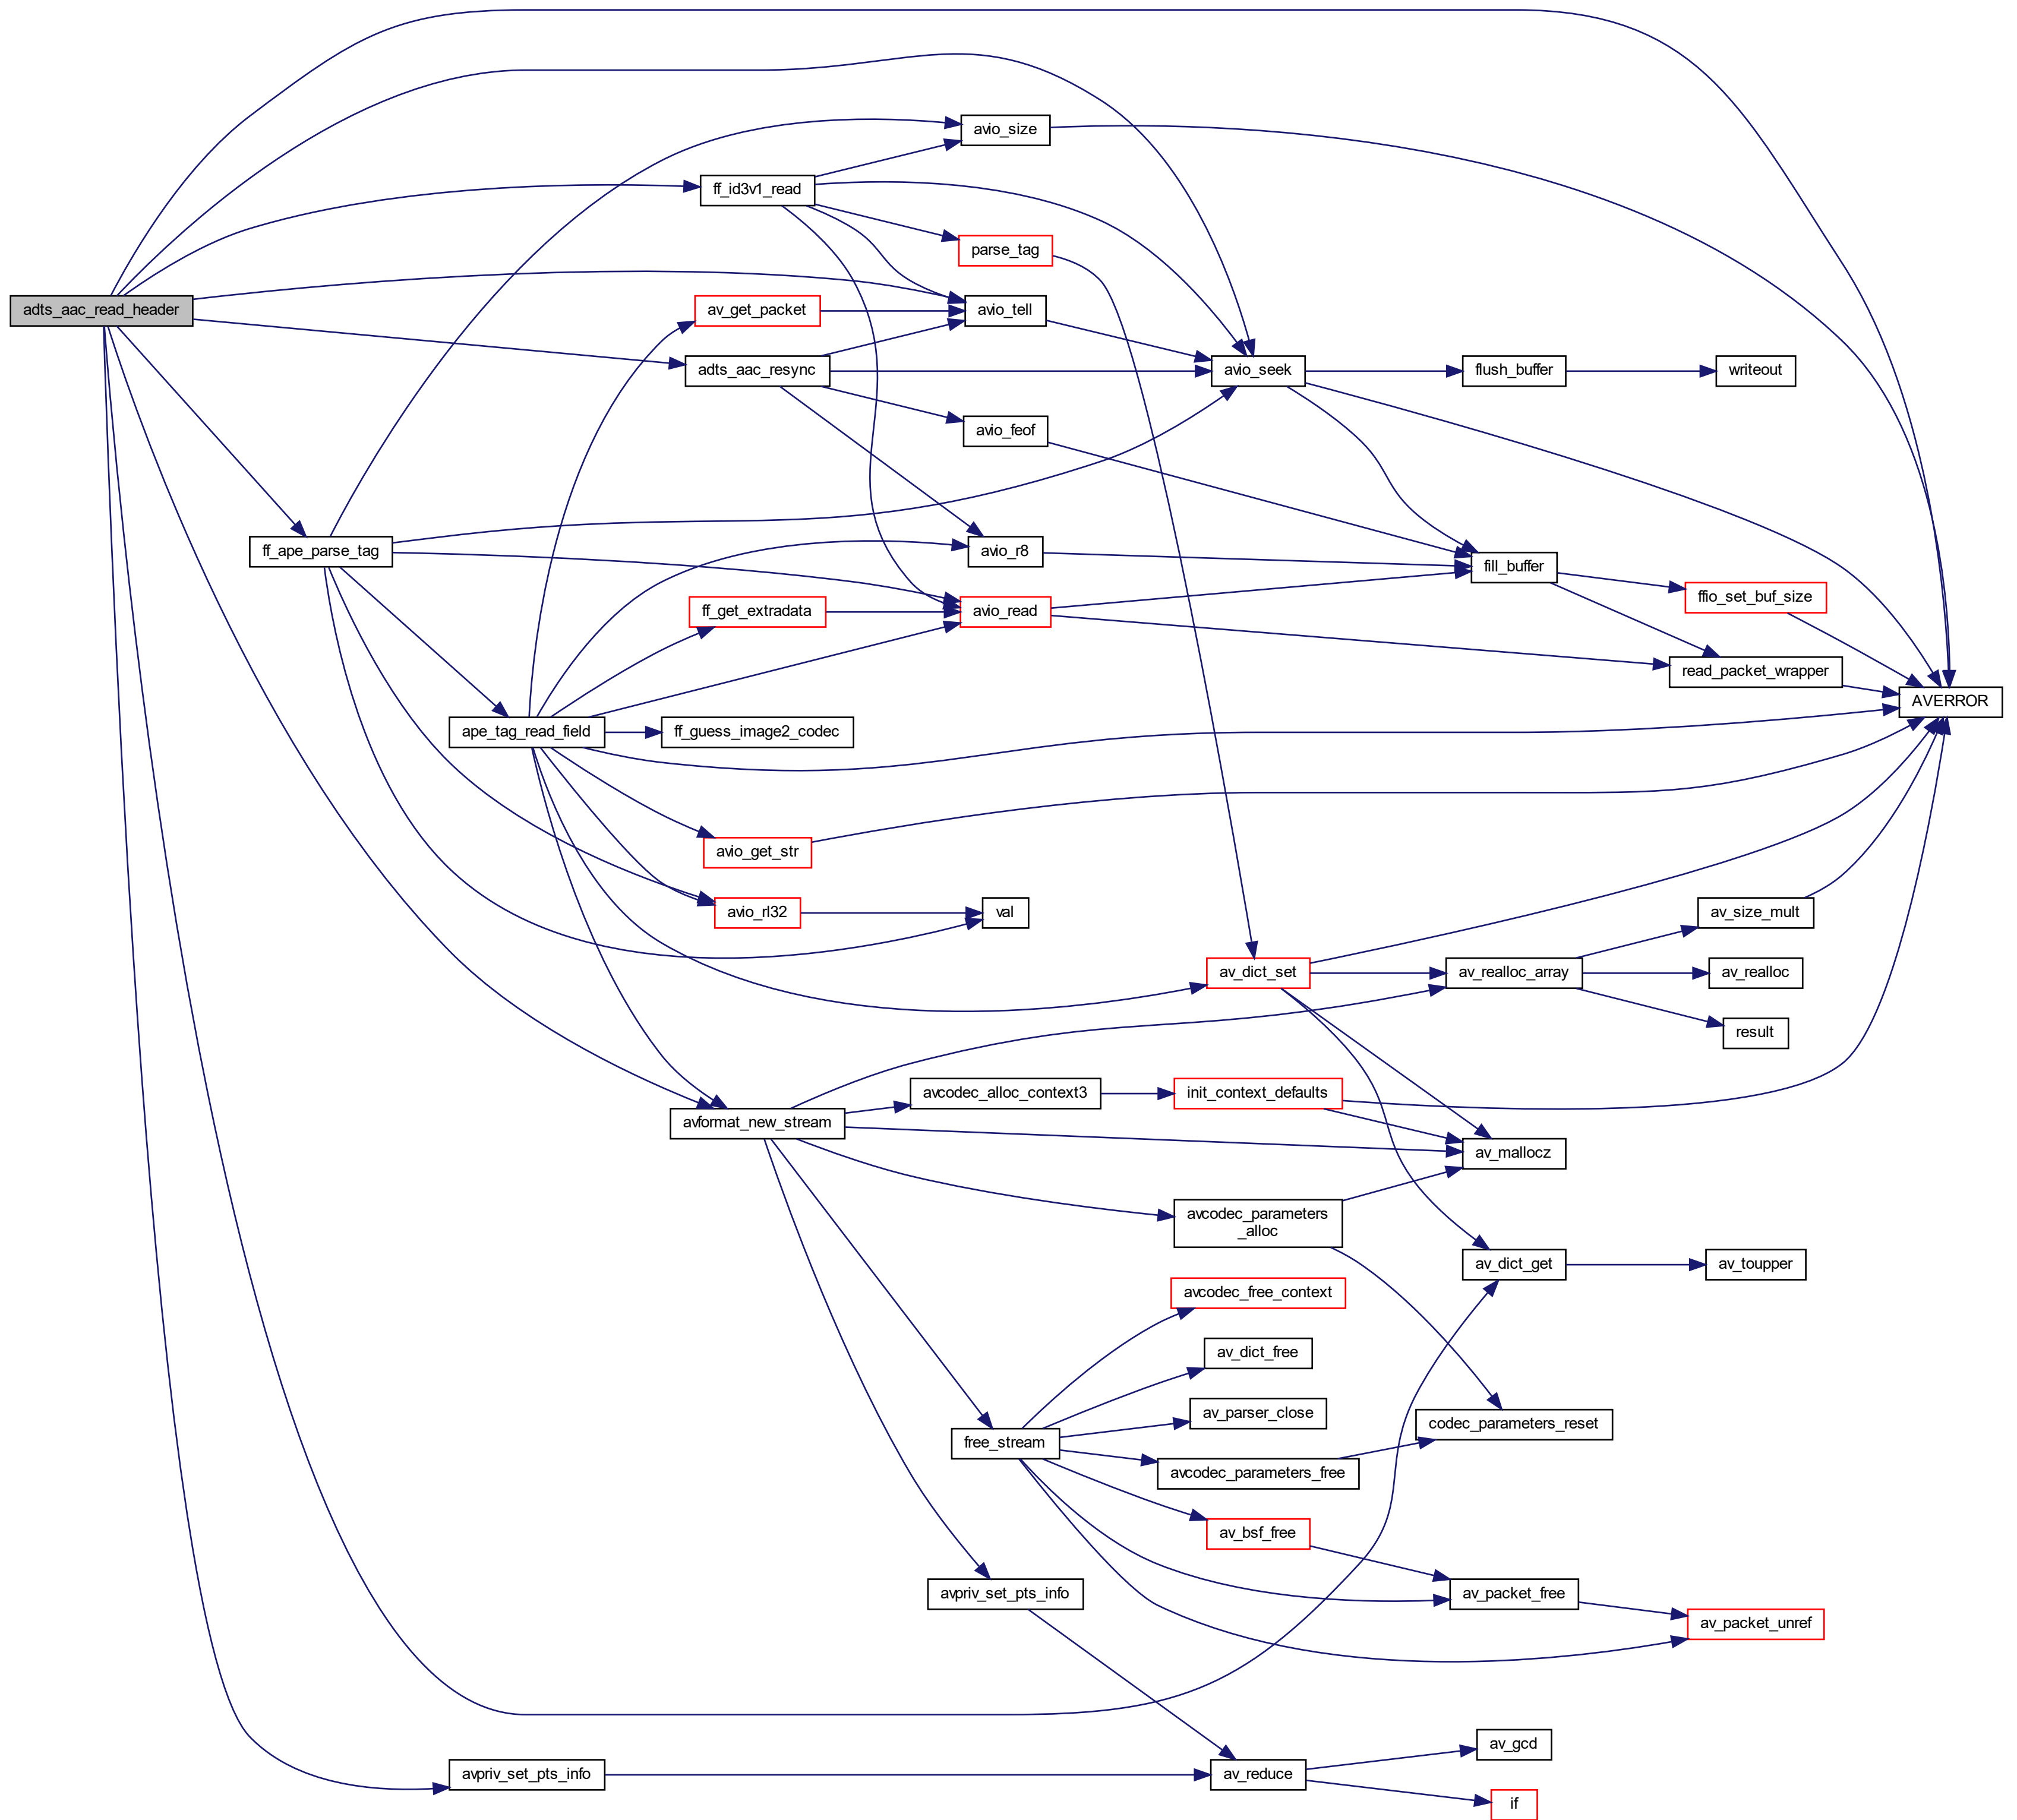 avio_size
ff_id3v1_read
parse_tag
adts_aac_read_header
av_get_packet
avio_tell
adts_aac_resync
avio_seek
flush_buffer
writeout
avio_feof
ff_ape_parse_tag
avio_r8
fill_buffer
ffio_set_buf_size
ff_get_extradata
avio_read
read_packet_wrapper
AVERROR
ape_tag_read_field
ff_guess_image2_codec
avio_get_str
avio_rl32
val
av_size_mult
av_dict_set
av_realloc_array
av_realloc
result
avformat_new_stream
avcodec_alloc_context3
init_context_defaults
av_mallocz
avcodec_parameters
_alloc
av_dict_get
av_toupper
avcodec_free_context
av_dict_free
av_parser_close
codec_parameters_reset
free_stream
avcodec_parameters_free
av_bsf_free
avpriv_set_pts_info
av_packet_free
av_packet_unref
av_gcd
avpriv_set_pts_info
av_reduce
if